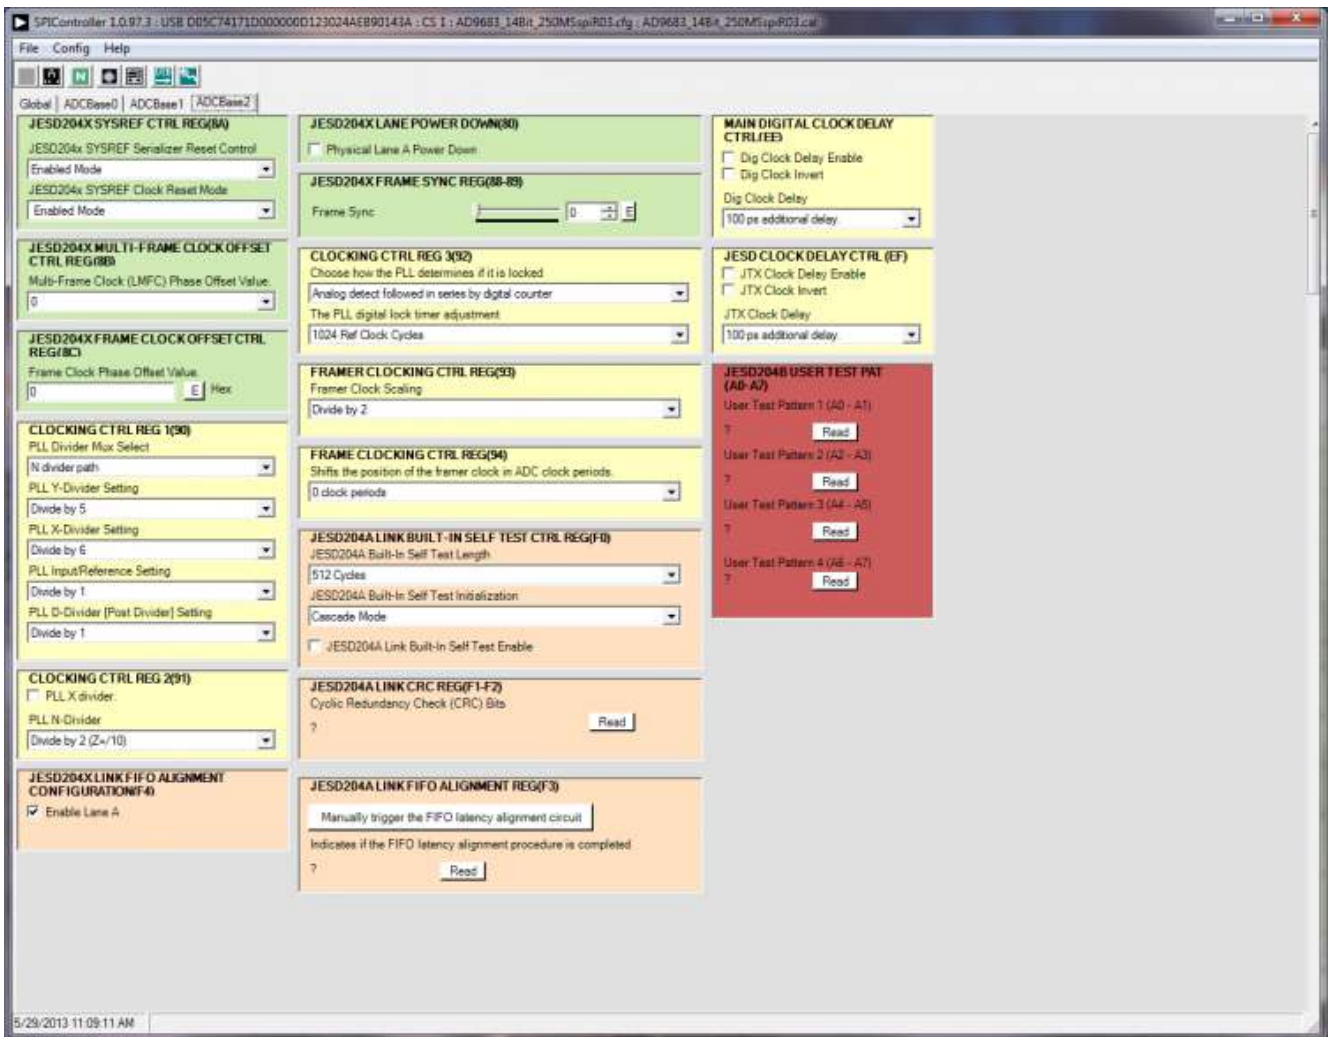 SPIController 1.0.97.3 : USB D05C74171D000000D123024AEB90143A : CS 1 : AD9683_14Bit_250MSspiR03.cfg : AD9683_14Bit_250MSspiR03.cal
File Config Help
Global ADCBase0 ADCBase1 ADCBase2
JESD204X SYSREF CTRL REG(8A)
JESD204x SYSREF Serializer Reset Control
Enabled Mode
JESD204x SYSREF Clock Reset Mode
Enabled Mode
JESD204X MULTI-FRAME CLOCK OFFSET
CTRL REG(8B)
Multi-Frame Clock (LMFC) Phase Offset Value.
0
JESD204X FRAME CLOCK OFFSET CTRL
REG(8C)
Frame Clock Phase Offset Value.
0 E Hex
CLOCKING CTRL REG 1(90)
PLL Divider Mux Select
N divider path
PLL Y-Divider Setting
Divide by 5
PLL X-Divider Setting
Divide by 6
PLL Input/Reference Setting
Divide by 1
PLL D-Divider [Post Divider] Setting
Divide by 1
CLOCKING CTRL REG 2(91)
PLL X divider.
PLL N-Divider
Divide by 2 (Z=/10)
JESD204X LINK FIFO ALIGNMENT
CONFIGURATION(F4)
Enable Lane A
JESD204X LANE POWER DOWN(80)
Physical Lane A Power Down
JESD204X FRAME SYNC REG(88-89)
Frame Sync 0 E
CLOCKING CTRL REG 3(92)
Choose how the PLL determines if it is locked
Analog detect followed in series by digital counter
The PLL digital lock timer adjustment
1024 Ref Clock Cycles
FRAMER CLOCKING CTRL REG(93)
Framer Clock Scaling
Divide by 2
FRAME CLOCKING CTRL REG(94)
Shifts the position of the framer clock in ADC clock periods.
0 clock periods
JESD204A LINK BUILT-IN SELF TEST CTRL REG(F0)
JESD204A Built-In Self Test Length
512 Cycles
JESD204A Built-In Self Test Initialization
Cascade Mode
JESD204A Link Built-In Self Test Enable
JESD204A LINK CRC REG(F1-F2)
Cyclic Redundancy Check (CRC) Bits
? Read
JESD204A LINK FIFO ALIGNMENT REG(F3)
Manually trigger the FIFO latency alignment circuit
Indicates if the FIFO latency alignment procedure is completed
? Read
MAIN DIGITAL CLOCK DELAY
CTRL(EE)
Dig Clock Delay Enable
Dig Clock Invert
Dig Clock Delay
100 ps additional delay
JESD CLOCK DELAY CTRL (EF)
JTX Clock Delay Enable
JTX Clock Invert
JTX Clock Delay
100 ps additional delay
JESD204B USER TEST PAT
(A0-A7)
User Test Pattern 1 (A0 - A1)
? Read
User Test Pattern 2 (A2 - A3)
? Read
User Test Pattern 3 (A4 - A5)
? Read
User Test Pattern 4 (A6 - A7)
? Read
5/29/2013 11:09:11 AM